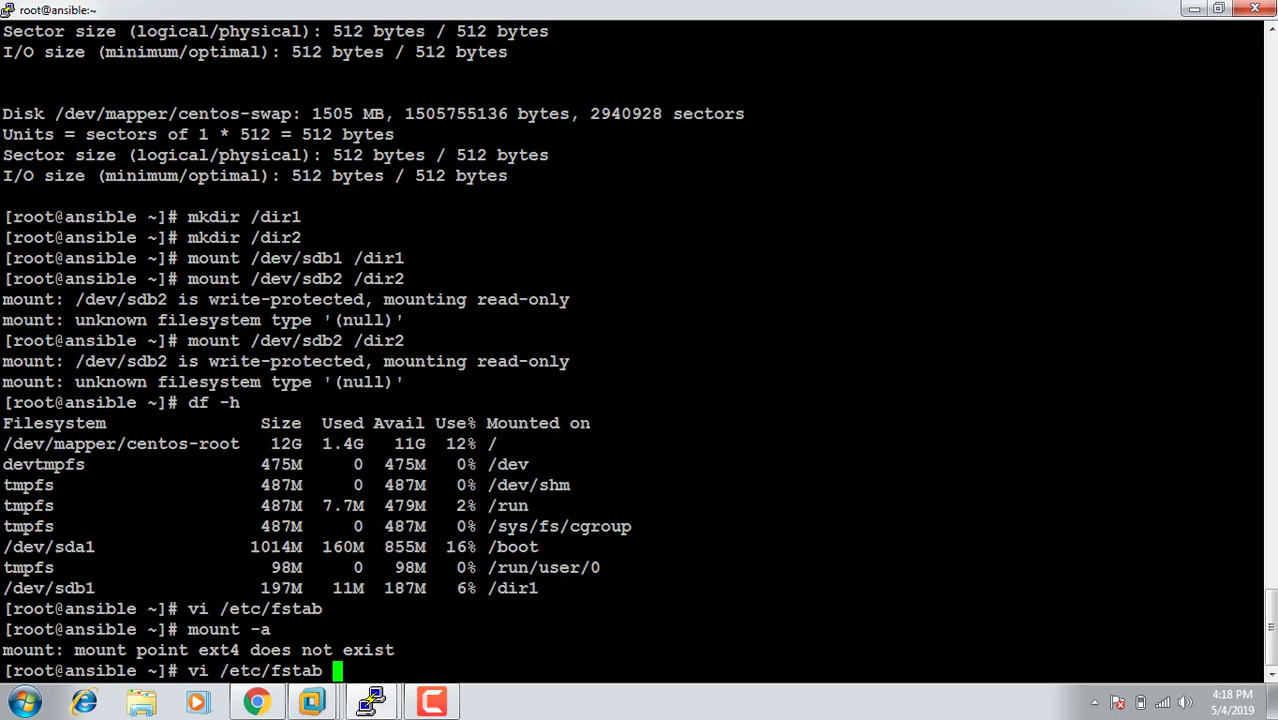 root@ansible:~
Sector size (logical/physical): 512 bytes / 512 bytes
I/O size (minimum/optimal): 512 bytes / 512 bytes
Disk /dev/mapper/centos-swap: 1505 MB, 1505755136 bytes, 2940928 sectors
Units = sectors of 1 * 512 = 512 bytes
Sector size (logical/physical): 512 bytes / 512 bytes
I/O size (minimum/optimal): 512 bytes / 512 bytes
[root@ansible ~]# mkdir /dir1
[root@ansible ~]# mkdir /dir2
[root@ansible ~]# mount /dev/sdb1 /dir1
[root@ansible ~]# mount /dev/sdb2 /dir2
mount: /dev/sdb2 is write-protected, mounting read-only
mount: unknown filesystem type '(null)'
[root@ansible ~]# mount /dev/sdb2 /dir2
mount: /dev/sdb2 is write-protected, mounting read-only
mount: unknown filesystem type '(null)'
[root@ansible ~]# df -h
Filesystem Size Used Avail Use% Mounted on
/dev/mapper/centos-root 12G 1.4G 11G 12% /
devtmpfs 475M 0 475M 0% /dev
tmpfs 487M 0 487M 0% /dev/shm
tmpfs 487M 7.7M 479M 2% /run
tmpfs 487M 0 487M 0% /sys/fs/cgroup
/dev/sda1 1014M 160M 855M 16% /boot
tmpfs 98M 0 98M 0% /run/user/0
/dev/sdb1 197M 11M 187M 6% /dir1
[root@ansible ~]# vi /etc/fstab
[root@ansible ~]# mount -a
mount: mount point ext4 does not exist
[root@ansible ~]# vi /etc/fstab
4:18 PM
5/4/2019